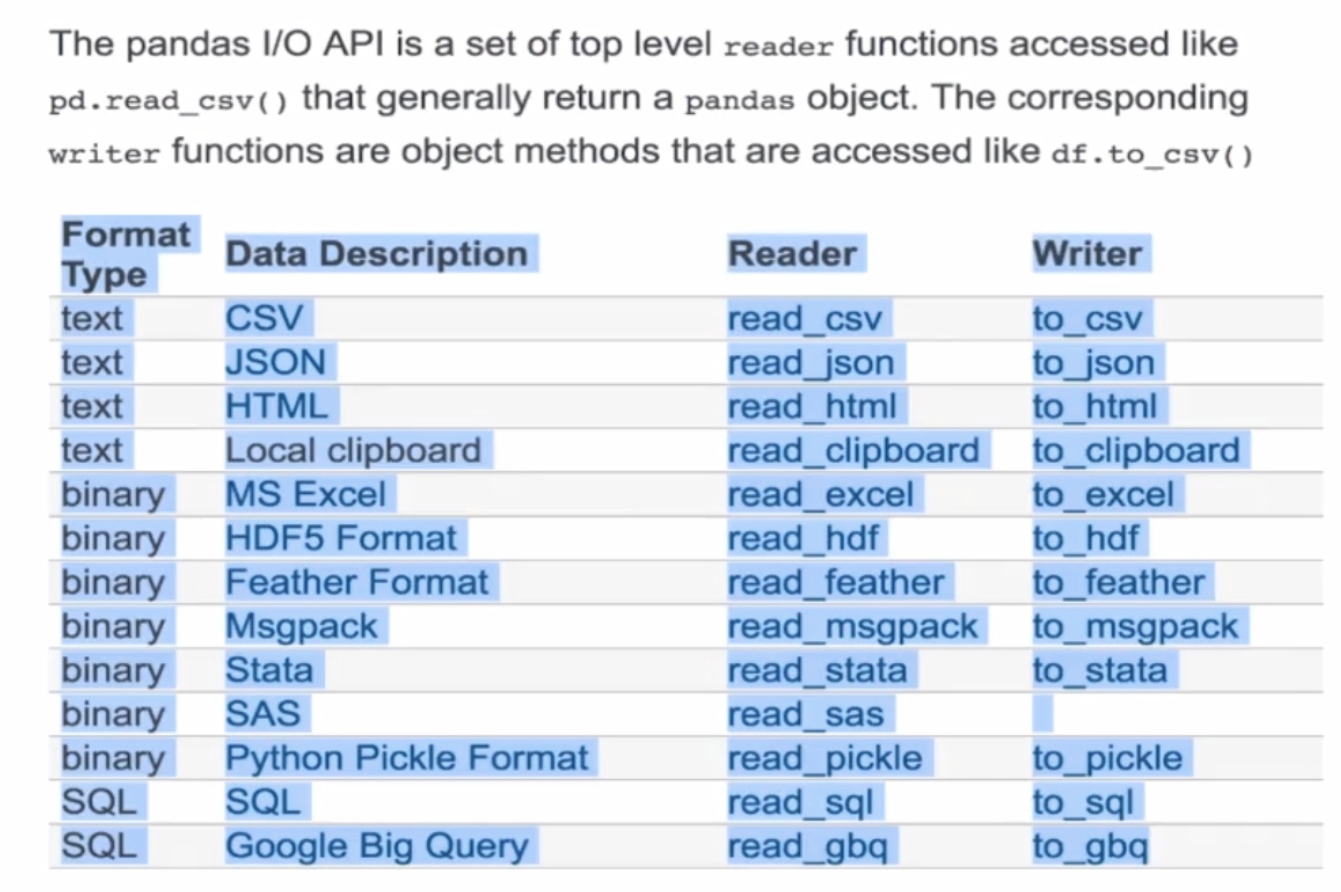 The pandas I/O API is a set of top level reader functions accessed like
pd.read_csv() that generally return a pandas object. The corresponding
writer functions are object methods that are accessed like df.to_csv()
Format Type Data Description Reader Writer
text CSV read_csv to_csv
text JSON read_json to_json
text HTML read_html to_html
text Local clipboard read_clipboard to_clipboard
binary MS Excel read_excel to_excel
binary HDF5 Format read_hdf to_hdf
binary Feather Format read_feather to_feather
binary Msgpack read_msgpack to_msgpack
binary Stata read_stata to_stata
binary SAS read_sas
binary Python Pickle Format read_pickle to_pickle
SQL SQL read_sql to_sql
SQL Google Big Query read_gbq to_gbq